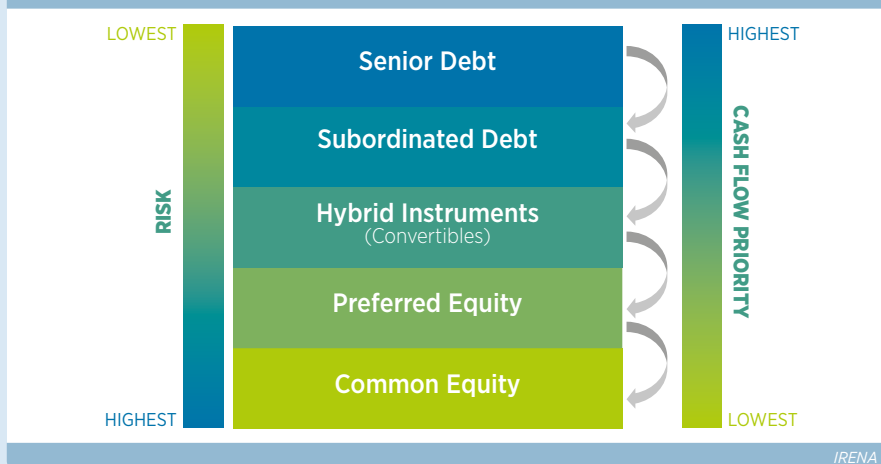 LOWEST
HIGHEST
Senior Debt
Subordinated Debt
Hybrid Instruments
(Convertibles)
Preferred Equity
Common Equity
RISK
CASH FLOW PRIORITY
HIGHEST
LOWEST
IRENA